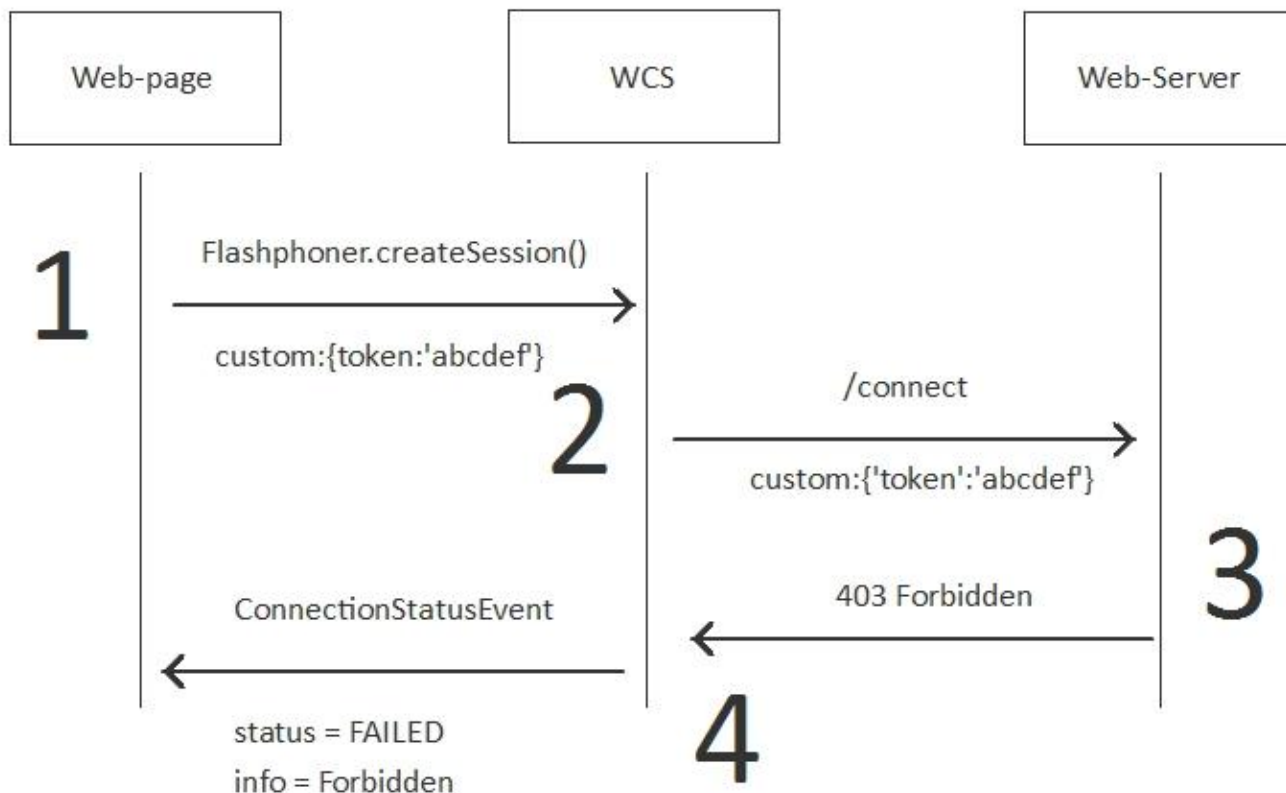 Web-page
WCS
Web-Server
1
Flashphoner.createSession()
custom:{token:'abcdef'}
2
/connect
custom:{'token':'abcdef'}
3
403 Forbidden
ConnectionStatusEvent
4
status = FAILED
info = Forbidden